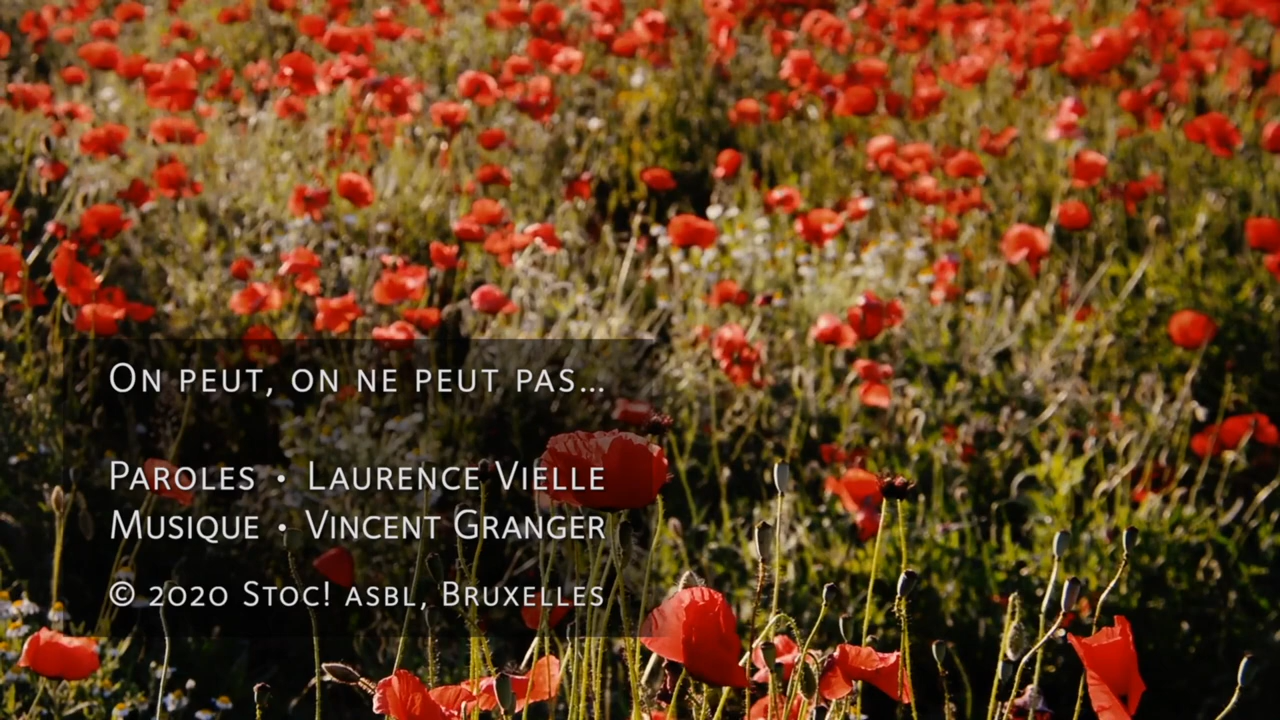 On peut, on ne peut pas...
Paroles • Laurence Vielle
Musique • Vincent Granger
© 2020 Stoc! asbl, Bruxelles